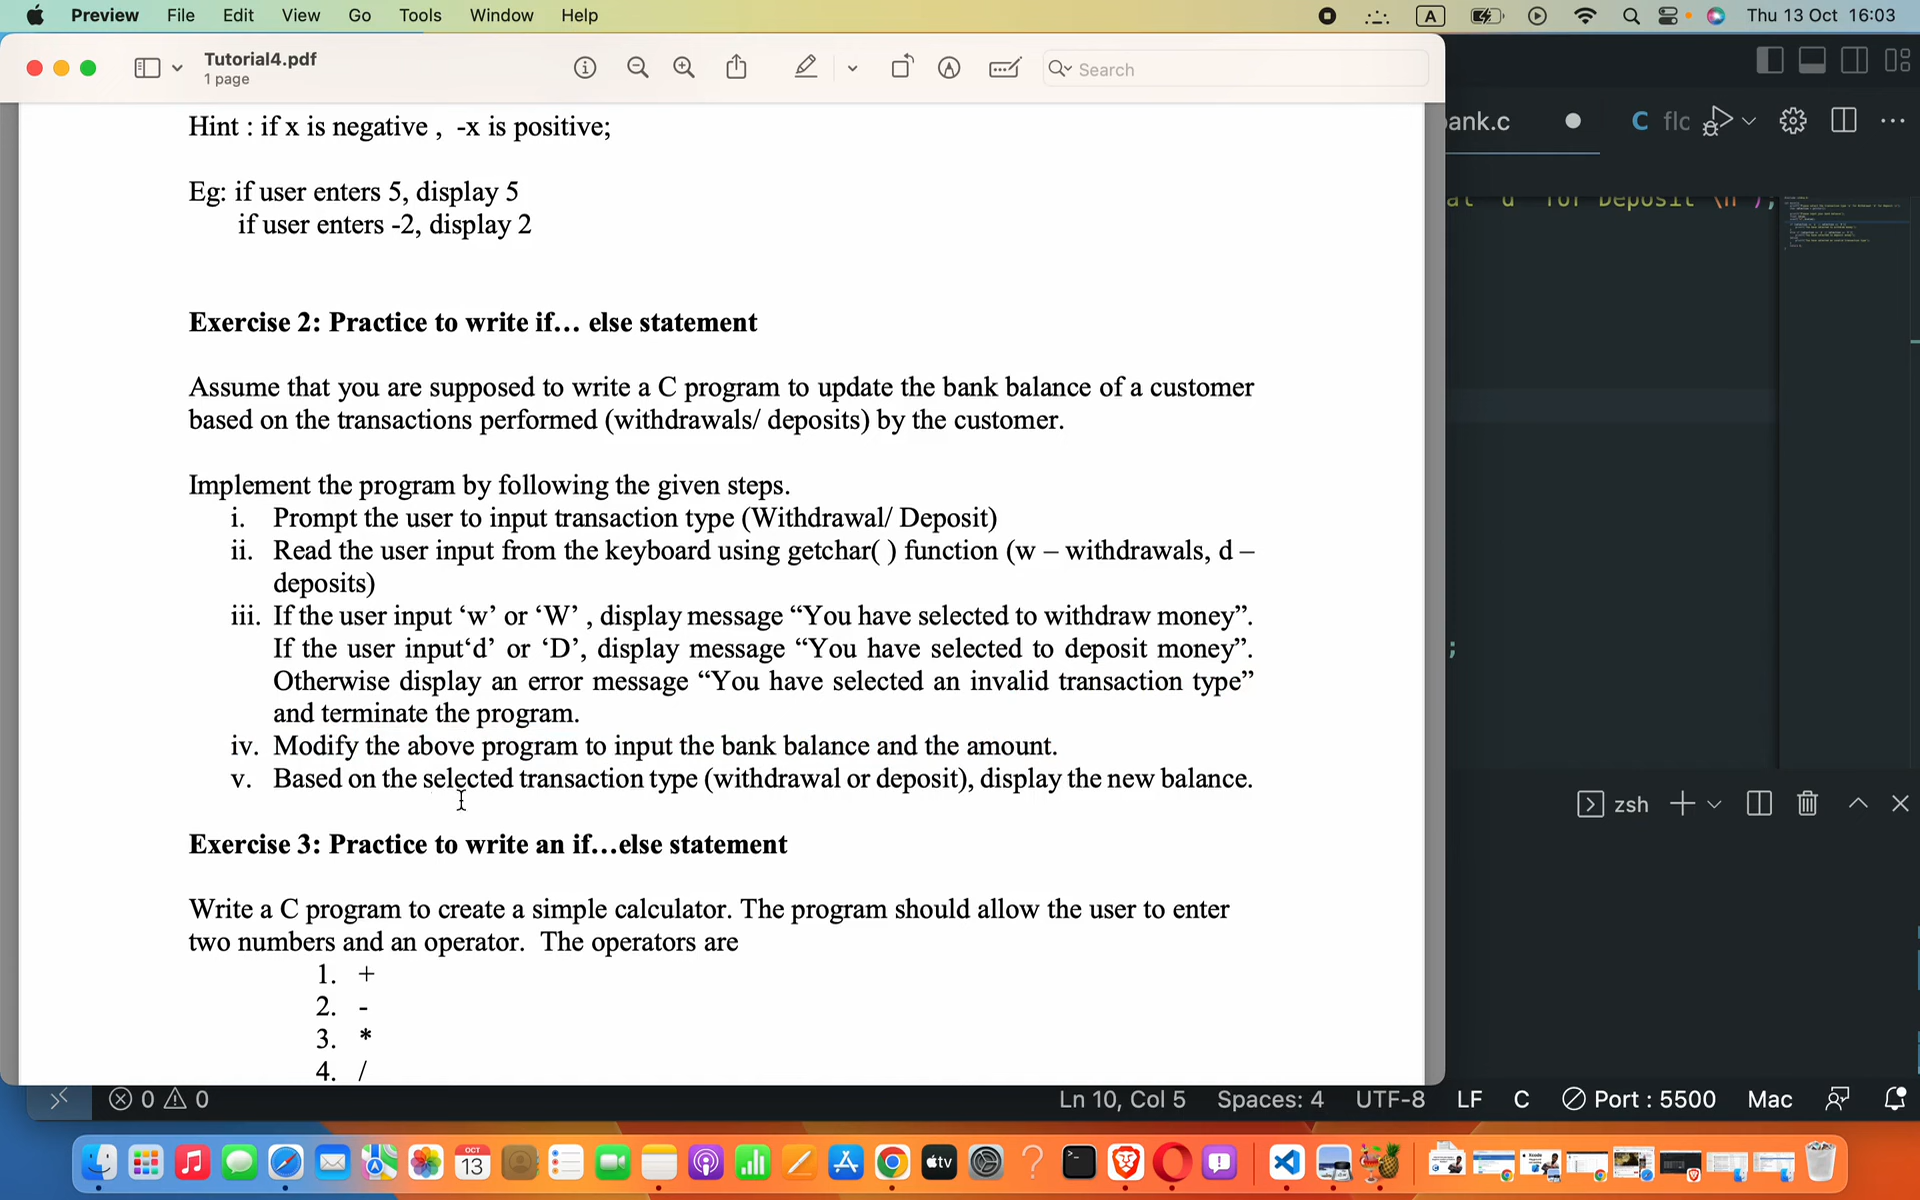 Preview File Edit View Go Tools Window Help A Thu 13 Oct 16:03
Tutorial4.pdf
1 page
Search
ank.c C flc
Hint : if x is negative , -x is positive;
Eg: if user enters 5, display 5
if user enters -2, display 2
for Deposit \n");
Exercise 2: Practice to write if… else statement
Assume that you are supposed to write a C program to update the bank balance of a customer
based on the transactions performed (withdrawals/ deposits) by the customer.
Implement the program by following the given steps.
i. Prompt the user to input transaction type (Withdrawal/ Deposit)
ii. Read the user input from the keyboard using getchar( ) function (w – withdrawals, d –
deposits)
iii. If the user input ‘w’ or ‘W’ , display message “You have selected to withdraw money”.
If the user input‘d’ or ‘D’, display message “You have selected to deposit money”.
;
Otherwise display an error message “You have selected an invalid transaction type”
and terminate the program.
iv. Modify the above program to input the bank balance and the amount.
v. Based on the selected transaction type (withdrawal or deposit), display the new balance.
zsh
Exercise 3: Practice to write an if…else statement
Write a C program to create a simple calculator. The program should allow the user to enter
two numbers and an operator. The operators are
1. +
2. -
3. *
4. /
0 0 Ln 10, Col 5 Spaces: 4 UTF-8 LF C Port : 5500 Mac
OCT
13
tv